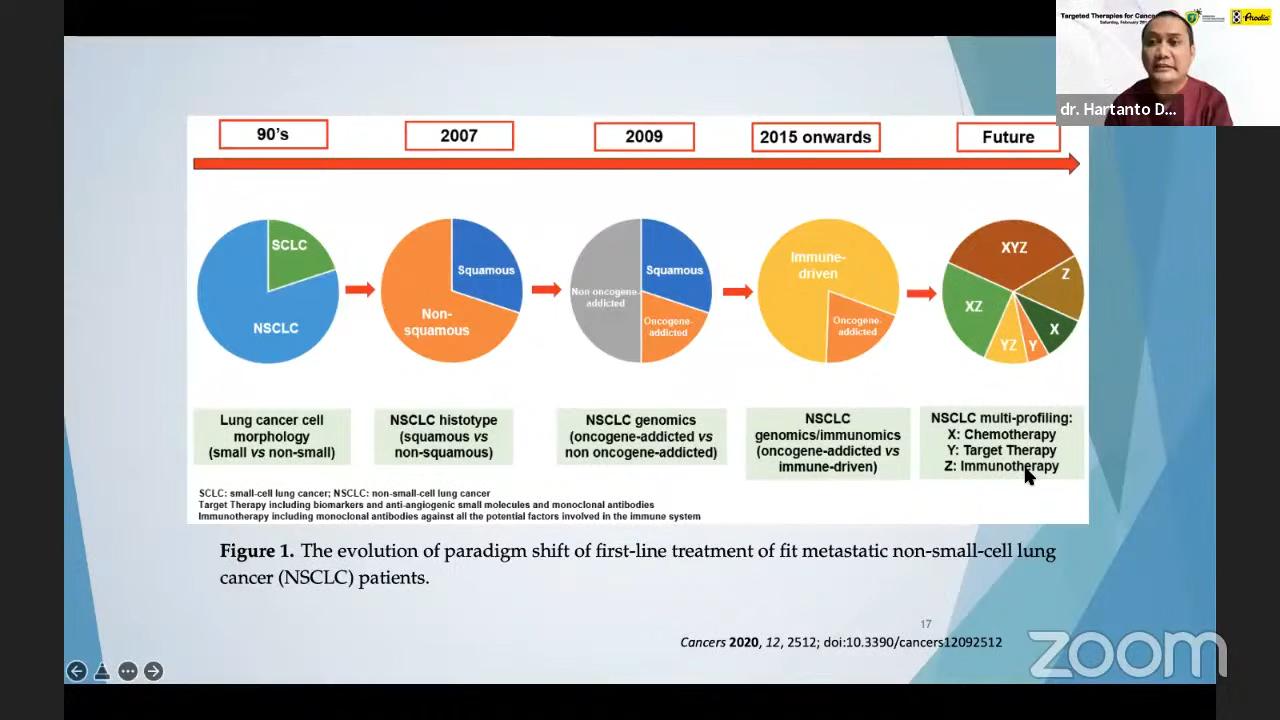 Targeted Therapies for Cancer
Saturday, February
Arodia
dr. Hartanto D...
90's
2007
2009
2015 onwards
Future
SCLC
NSCLC
Squamous
Non-
squamous
Non oncogene-
addicted
Squamous
Oncogene-
addicted
Immune-
driven
Oncogene-
addicted
XYZ
Z
X
Y
YZ
XZ
Lung cancer cell
morphology
(small vs non-small)
NSCLC histotype
(squamous vs
non-squamous)
NSCLC genomics
(oncogene-addicted vs
non oncogene-addicted)
NSCLC
genomics/immunomics
(oncogene-addicted vs
immune-driven)
NSCLC multi-profiling:
X: Chemotherapy
Y: Target Therapy
Z: Immunotherapy
SCLC: small-cell lung cancer; NSCLC: non-small-cell lung cancer
Target Therapy including biomarkers and anti-angiogenic small molecules and monoclonal antibodies
Immunotherapy including monoclonal antibodies against all the potential factors involved in the immune system
Figure 1. The evolution of paradigm shift of first-line treatment of fit metastatic non-small-cell lung
cancer (NSCLC) patients.
17
Cancers 2020, 12, 2512; doi:10.3390/cancers12092512
zoom